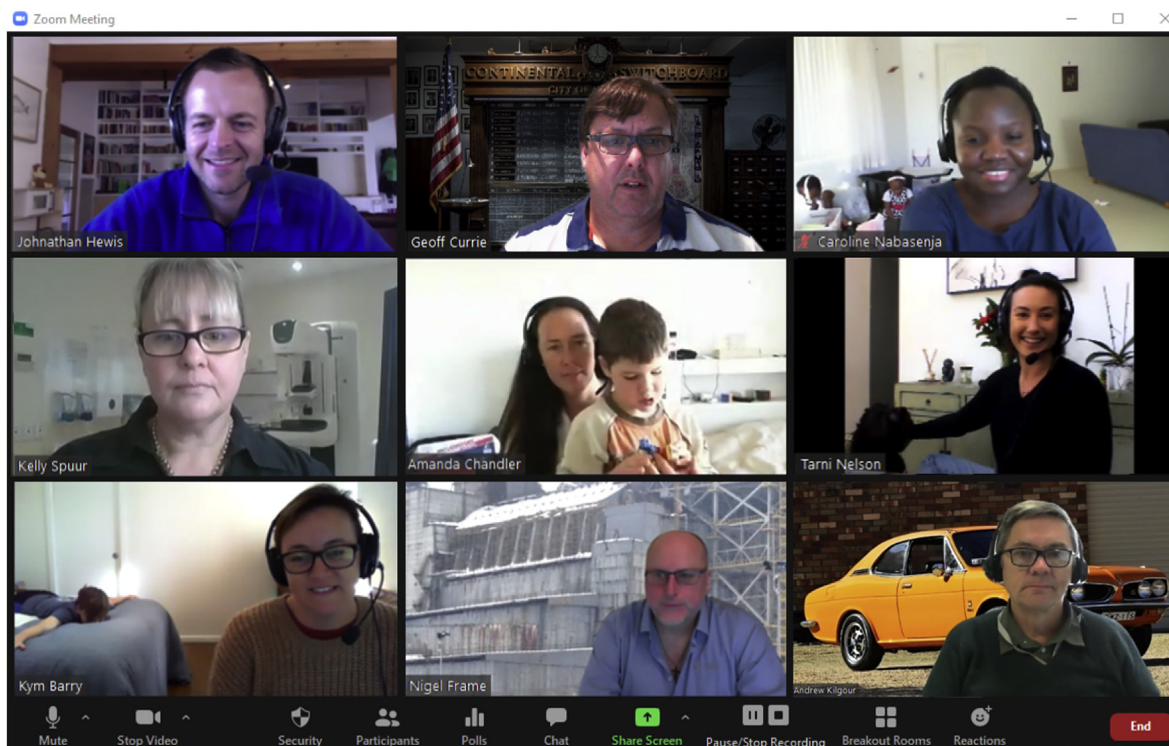 Zoom Meeting
CONTINENTAL SWITCHBOARD
Johnathan Hewis
Geoff Currie
Caroline Nabasenja
Kelly Spuur
Amanda Chandler
Tarni Nelson
Kym Barry
Nigel Frame
Andrew Kilgour
Mute
Stop Video
Security
Participants
Polls
Chat
Share Screen
Pause/Stop Recording
Breakout Rooms
Reactions
End